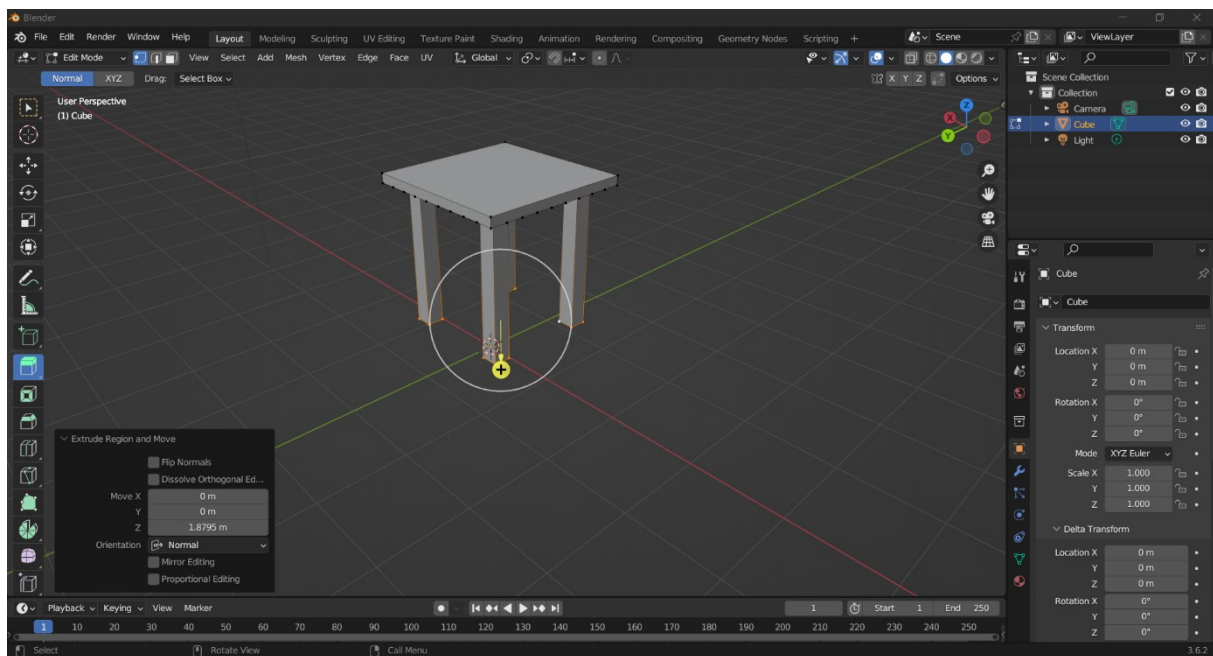 Blender
File Edit Render Window Help Layout Modeling Sculpting UV Editing Texture Paint Shading Animation Rendering Compositing Geometry Nodes Scripting + Scene ViewLayer
Edit Mode View Select Add Mesh Vertex Edge Face UV Global
Normal XYZ Drag: Select Box X Y Z Options
User Perspective
(1) Cube
Z
X
Y
Scene Collection
Collection
Camera
Cube
Light
Cube
Cube
Transform
Location X 0 m
Y 0 m
Z 0 m
Rotation X 0°
Y 0°
Z 0°
Mode XYZ Euler
Scale X 1.000
Y 1.000
Z 1.000
Delta Transform
Location X 0 m
Y 0 m
Z 0 m
Rotation X 0°
Y 0°
Z 0°
Extrude Region and Move
Flip Normals
Dissolve Orthogonal Ed...
Move X 0 m
Y 0 m
Z 1.8795 m
Orientation Normal
Mirror Editing
Proportional Editing
Playback Keying View Marker 1 Start 1 End 250
1 10 20 30 40 50 60 70 80 90 100 110 120 130 140 150 160 170 180 190 200 210 220 230 240 250
Select Rotate View Call Menu 3.6.2